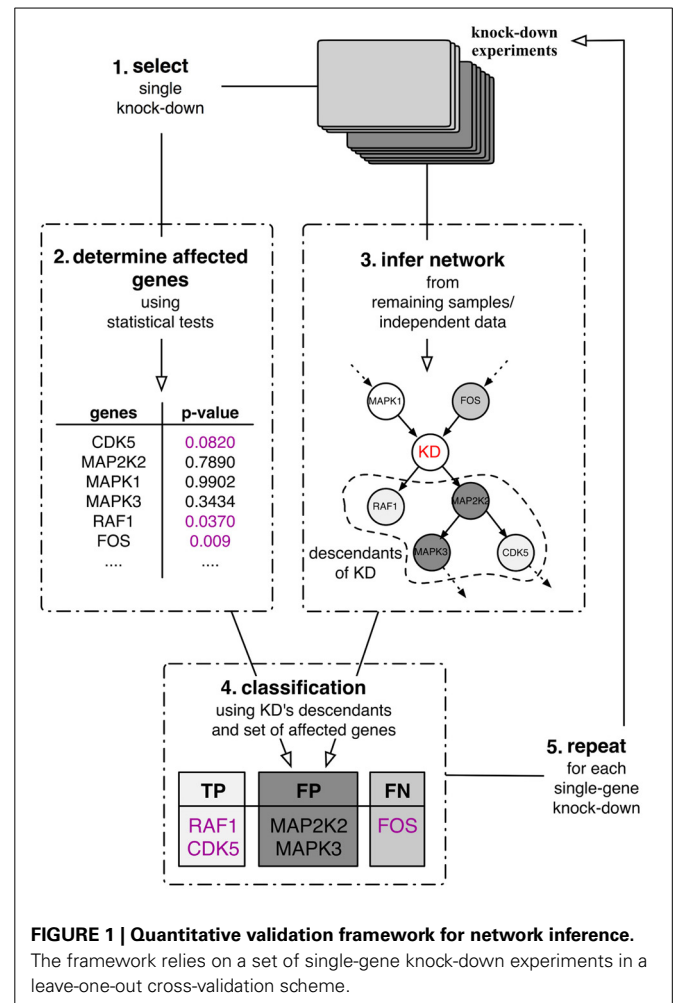 knock-down
experiments
1. select
single
knock-down
2. determine affected
genes
using
statistical tests
genes p-value
CDK5 0.0820
MAP2K2 0.7890
MAPK1 0.9902
MAPK3 0.3434
RAF1 0.0370
FOS 0.009
.... ....
3. infer network
from
remaining samples/
independent data
MAPK1 FOS
KD
RAF1 MAP2K2
MAPK3 CDK5
descendants
of KD
4. classification
using KD's descendants
and set of affected genes
TP FP FN
RAF1 MAP2K2 FOS
CDK5 MAPK3
5. repeat
for each
single-gene
knock-down
FIGURE 1 | Quantitative validation framework for network inference.
The framework relies on a set of single-gene knock-down experiments in a
leave-one-out cross-validation scheme.